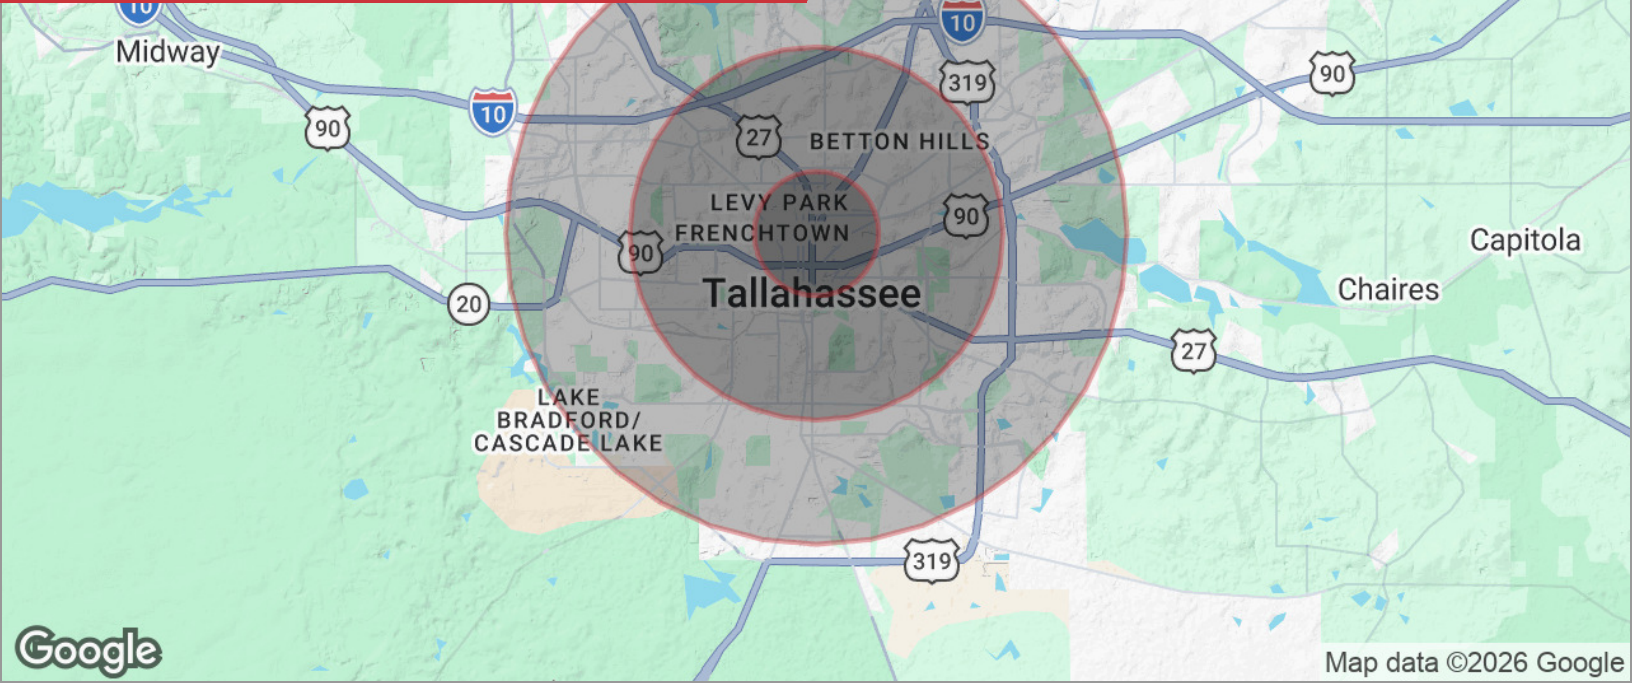 10
Midway
10
90
90
319
10
27
BETTON HILLS
LEVY PARK
FRENCHTOWN
90
90
Capitola
Tallahassee
Chaires
20
27
LAKE
BRADFORD/
CASCADE LAKE
319
Google
Map data ©2026 Google